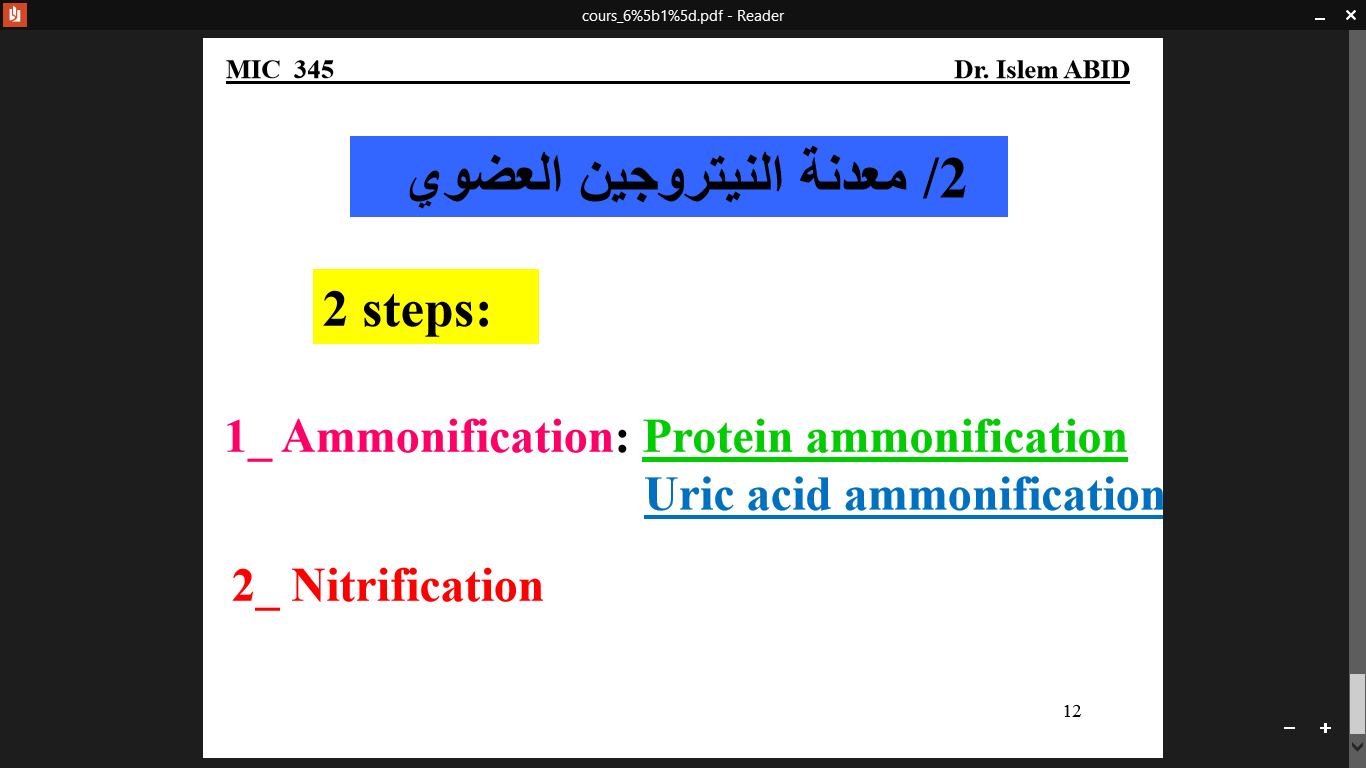 cours_6%5b1%5d.pdf - Reader
MIC 345 Dr. Islem ABID
2/ معدنة النيتروجين العضوي
2 steps:
1_ Ammonification: Protein ammonification
Uric acid ammonification
2_ Nitrification
12